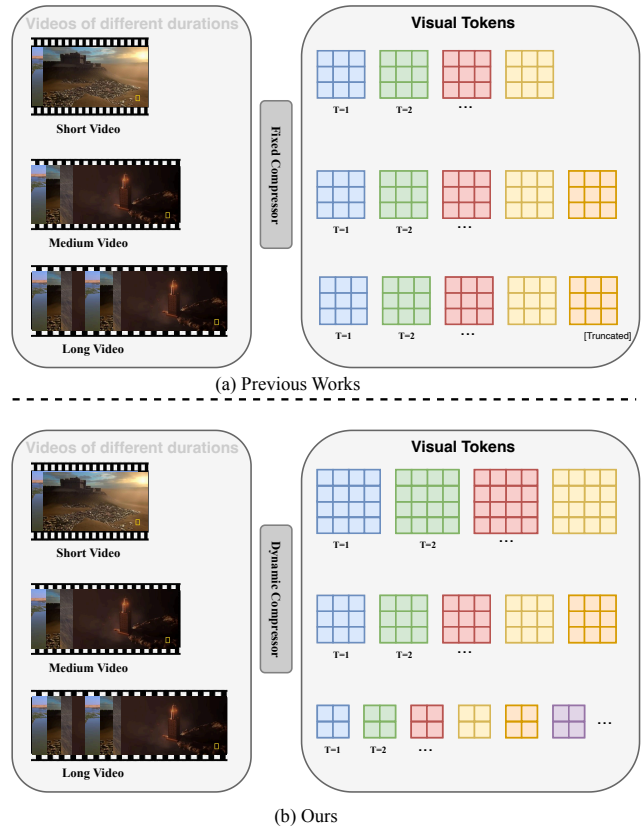 Videos of different durations
Visual Tokens
Short Video
T=1
T=2
...
Fixed Compressor
Medium Video
T=1
T=2
...
Long Video
T=1
T=2
...
[Truncated]
(a) Previous Works
Videos of different durations
Visual Tokens
Short Video
T=1
T=2
...
Dynamic Compressor
Medium Video
T=1
T=2
...
Long Video
T=1
T=2
...
...
(b) Ours